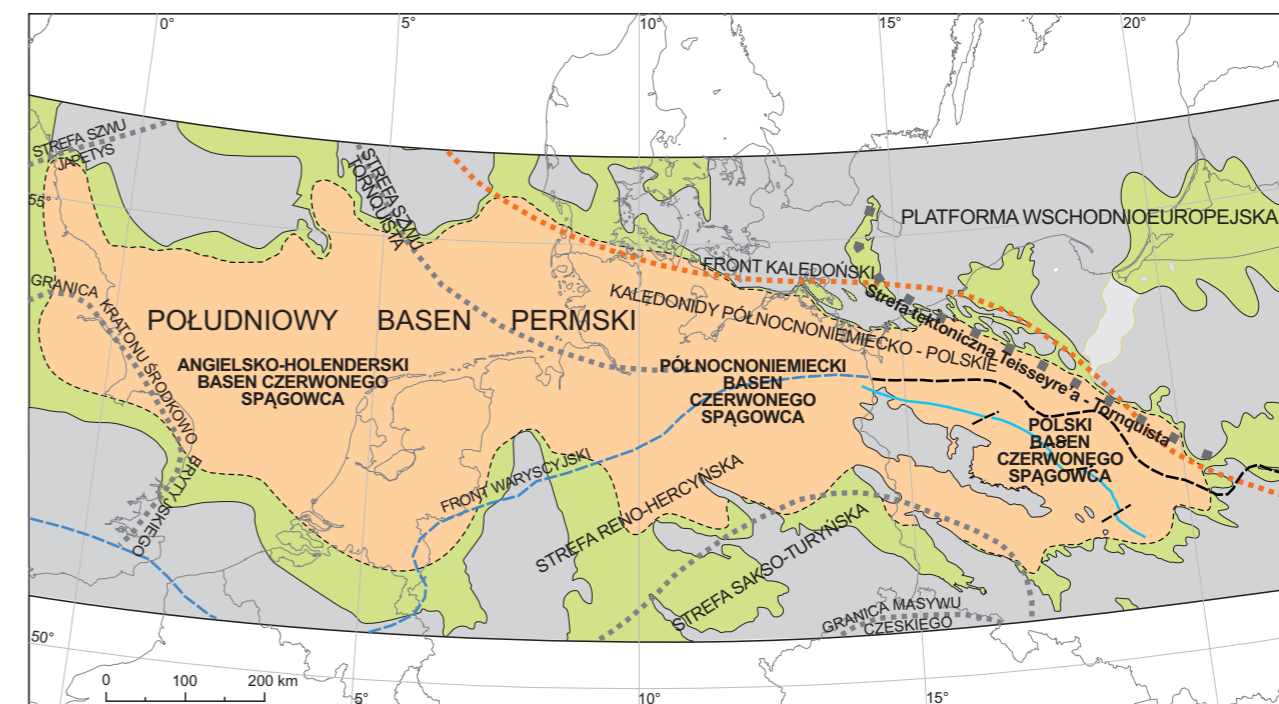 0°
5°
10°
15°
20°
STREFA SZWU
JAPETYS
STREFA SZWU
TORNQUISTA
55°
PLATFORMA WSCHODNIOEUROPEJSKA
FRONT KALEDOŃSKI
GRANICA KRATONU ŚRODKOWO BRYTYJSKIEGO
KALEDONIDY PÓŁNOCNONIEMIECKO - POLSKIE
Strefa tektoniczna Teisseyre'a - Tornquista
POŁUDNIOWY BASEN PERMSKI
ANGIELSKO-HOLENDERSKI
BASEN CZERWONEGO
SPĄGOWCA
PÓŁNOCNONIEMIECKI
BASEN
CZERWONEGO
SPĄGOWCA
POLSKI
BASEN
CZERWONEGO
SPĄGOWCA
FRONT WARYSCYJSKI
STREFA RENO-HERCYŃSKA
STREFA SAKSO-TURYŃSKA
GRANICA MASYWU
CZESKIEGO
50°
0 100 200 km
5°
10°
15°